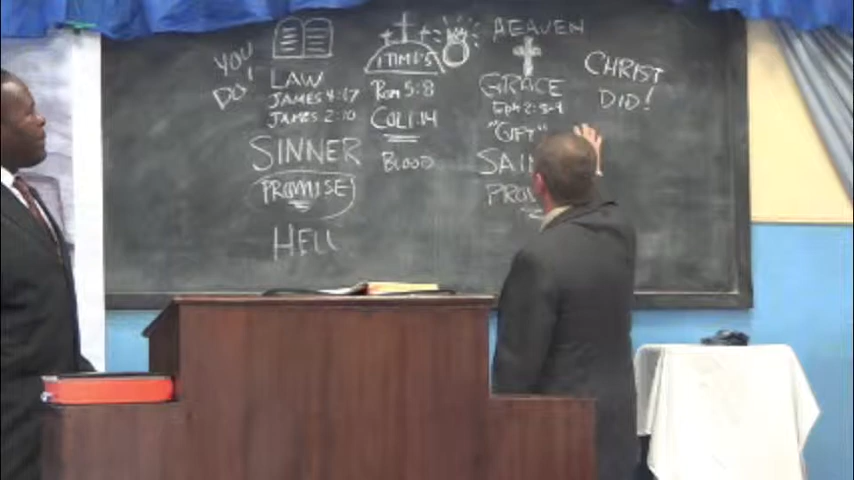 YOU
DO!
LAW
JAMES 4:17
JAMES 2:10
SINNER
PROMISE
HELL
1 TIM 1:5
ROM 5:8
COL 1:14
BLOOD
HEAVEN
GRACE
EPH 2:8-9
"GIFT"
CHRIST
DID!